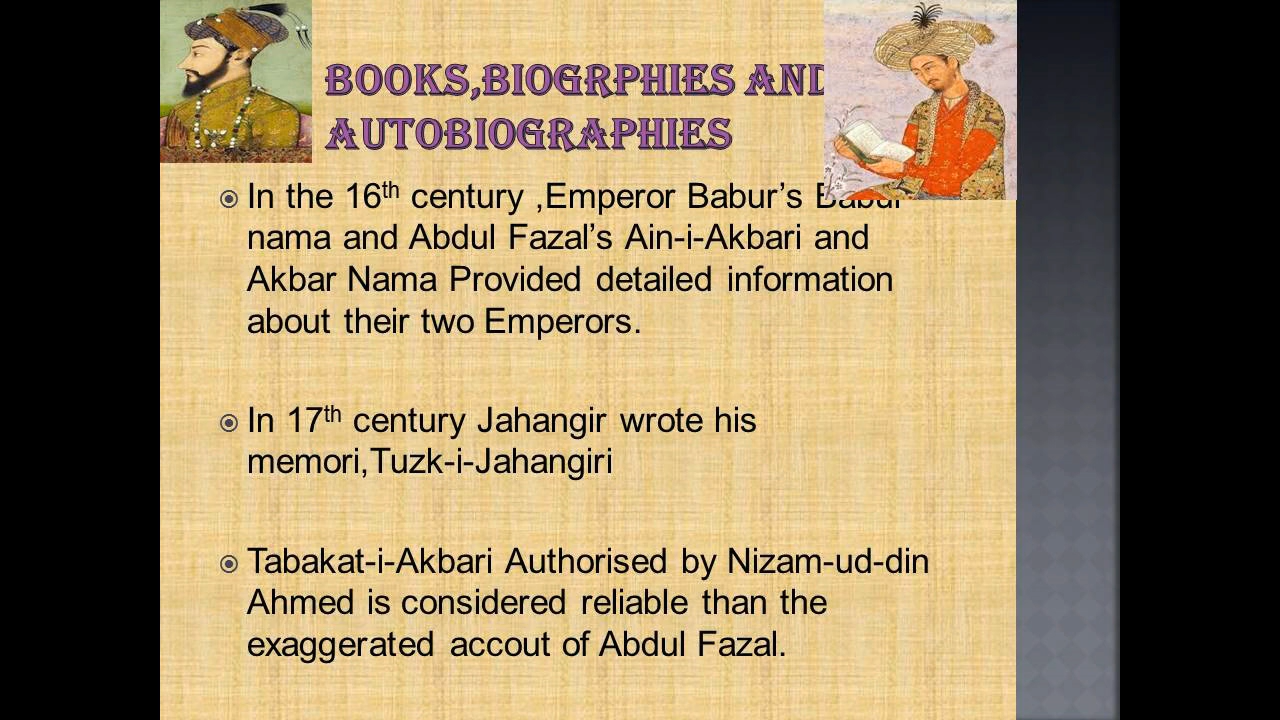 BOOKS,BIOGRPHIES AND
AUTOBIOGRAPHIES
In the 16th century ,Emperor Babur’s Babur
nama and Abdul Fazal’s Ain-i-Akbari and
Akbar Nama Provided detailed information
about their two Emperors.
In 17th century Jahangir wrote his
memori,Tuzk-i-Jahangiri
Tabakat-i-Akbari Authorised by Nizam-ud-din
Ahmed is considered reliable than the
exaggerated accout of Abdul Fazal.